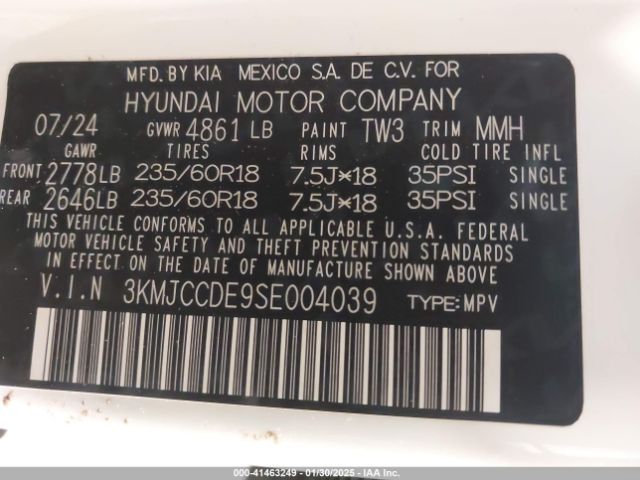 MFD. BY KIA MEXICO S.A. DE C.V. FOR
HYUNDAI MOTOR COMPANY
07/24 GVWR 4861 LB PAINT TW3 TRIM MMH
GAWR TIRES RIMS COLD TIRE INFL
FRONT 2778LB 235/60R18 7.5J*18 35PSI SINGLE
REAR 2646LB 235/60R18 7.5J*18 35PSI SINGLE
THIS VEHICLE CONFORMS TO ALL APPLICABLE U.S.A. FEDERAL
MOTOR VEHICLE SAFETY AND THEFT PREVENTION STANDARDS
IN EFFECT ON THE DATE OF MANUFACTURE SHOWN ABOVE.
V.I.N 3KMJCCDE9SE004039 TYPE:MPV
000-41463249 - 01/30/2025 - IAA Inc.